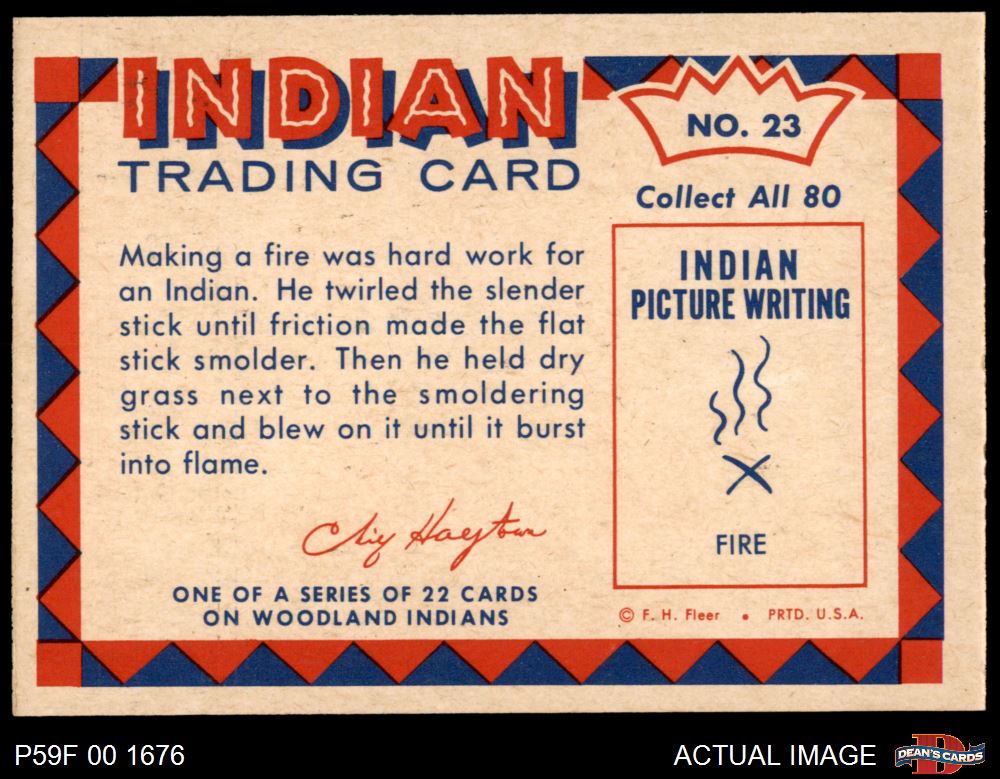 INDIAN
TRADING CARD
NO. 23
Collect All 80
Making a fire was hard work for
an Indian. He twirled the slender
stick until friction made the flat
stick smolder. Then he held dry
grass next to the smoldering
stick and blew on it until it burst
into flame.
ONE OF A SERIES OF 22 CARDS
ON WOODLAND INDIANS
INDIAN
PICTURE WRITING
FIRE
© F. H. Fleer • PRTD. U.S.A.
P59F 00 1676
ACTUAL IMAGE
DEAN'S CARDS